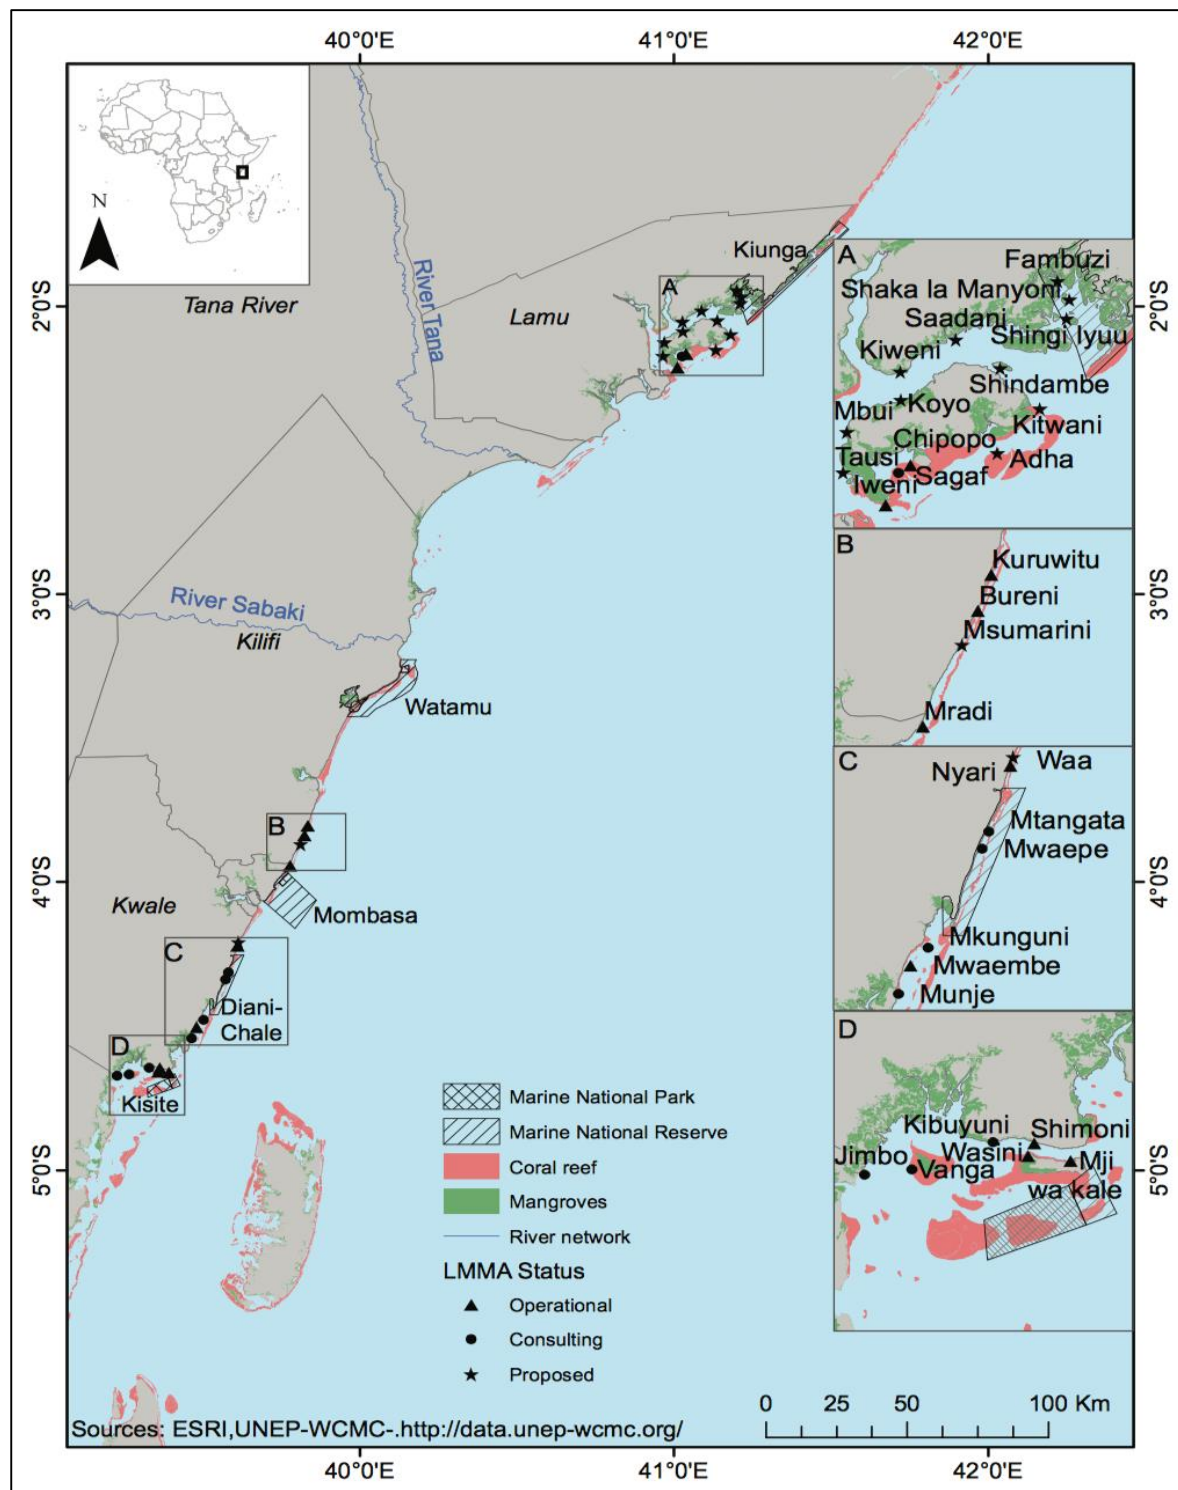 40°0'E
41°0'E
42°0'E
N
Tana River
River Tana
Lamu
Kiunga
A
2°0'S
2°0'S
A
Fambuzi
Shaka la Manyoni
Saadani
Shingi Iyuu
Kiweni
Shindambe
Koyo
Mbui
Kitwani
Chipopo
Tausi
Adha
Sagaf
Iweni
3°0'S
3°0'S
River Sabaki
Kilifi
Watamu
B
Kuruwitu
Bureni
Msumarini
Mradi
B
4°0'S
4°0'S
Kwale
Mombasa
C
Diani-
Chale
C
Nyari
Waa
Mtangata
Mwaepe
Mkunguni
Mwaembe
Munje
D
Kisite
5°0'S
5°0'S
D
Kibuyuni
Shimoni
Jimbo
Wasini
Mji
Vanga
wa kale
Marine National Park
Marine National Reserve
Coral reef
Mangroves
River network
LMMA Status
Operational
Consulting
Proposed
0 25 50 100 Km
Sources: ESRI,UNEP-WCMC-.http://data.unep-wcmc.org/
40°0'E
41°0'E
42°0'E